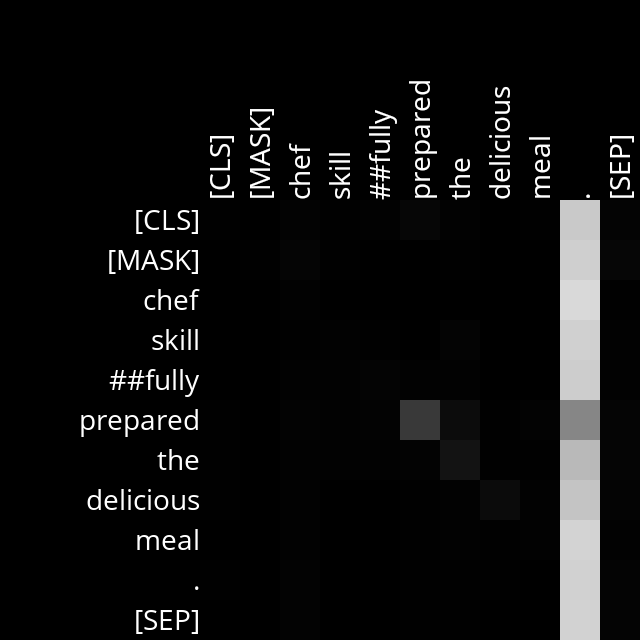 [CLS] [MASK] chef skill ##fully prepared the delicious meal . [SEP]
[CLS]
[MASK]
chef
skill
##fully
prepared
the
delicious
meal
.
[SEP]